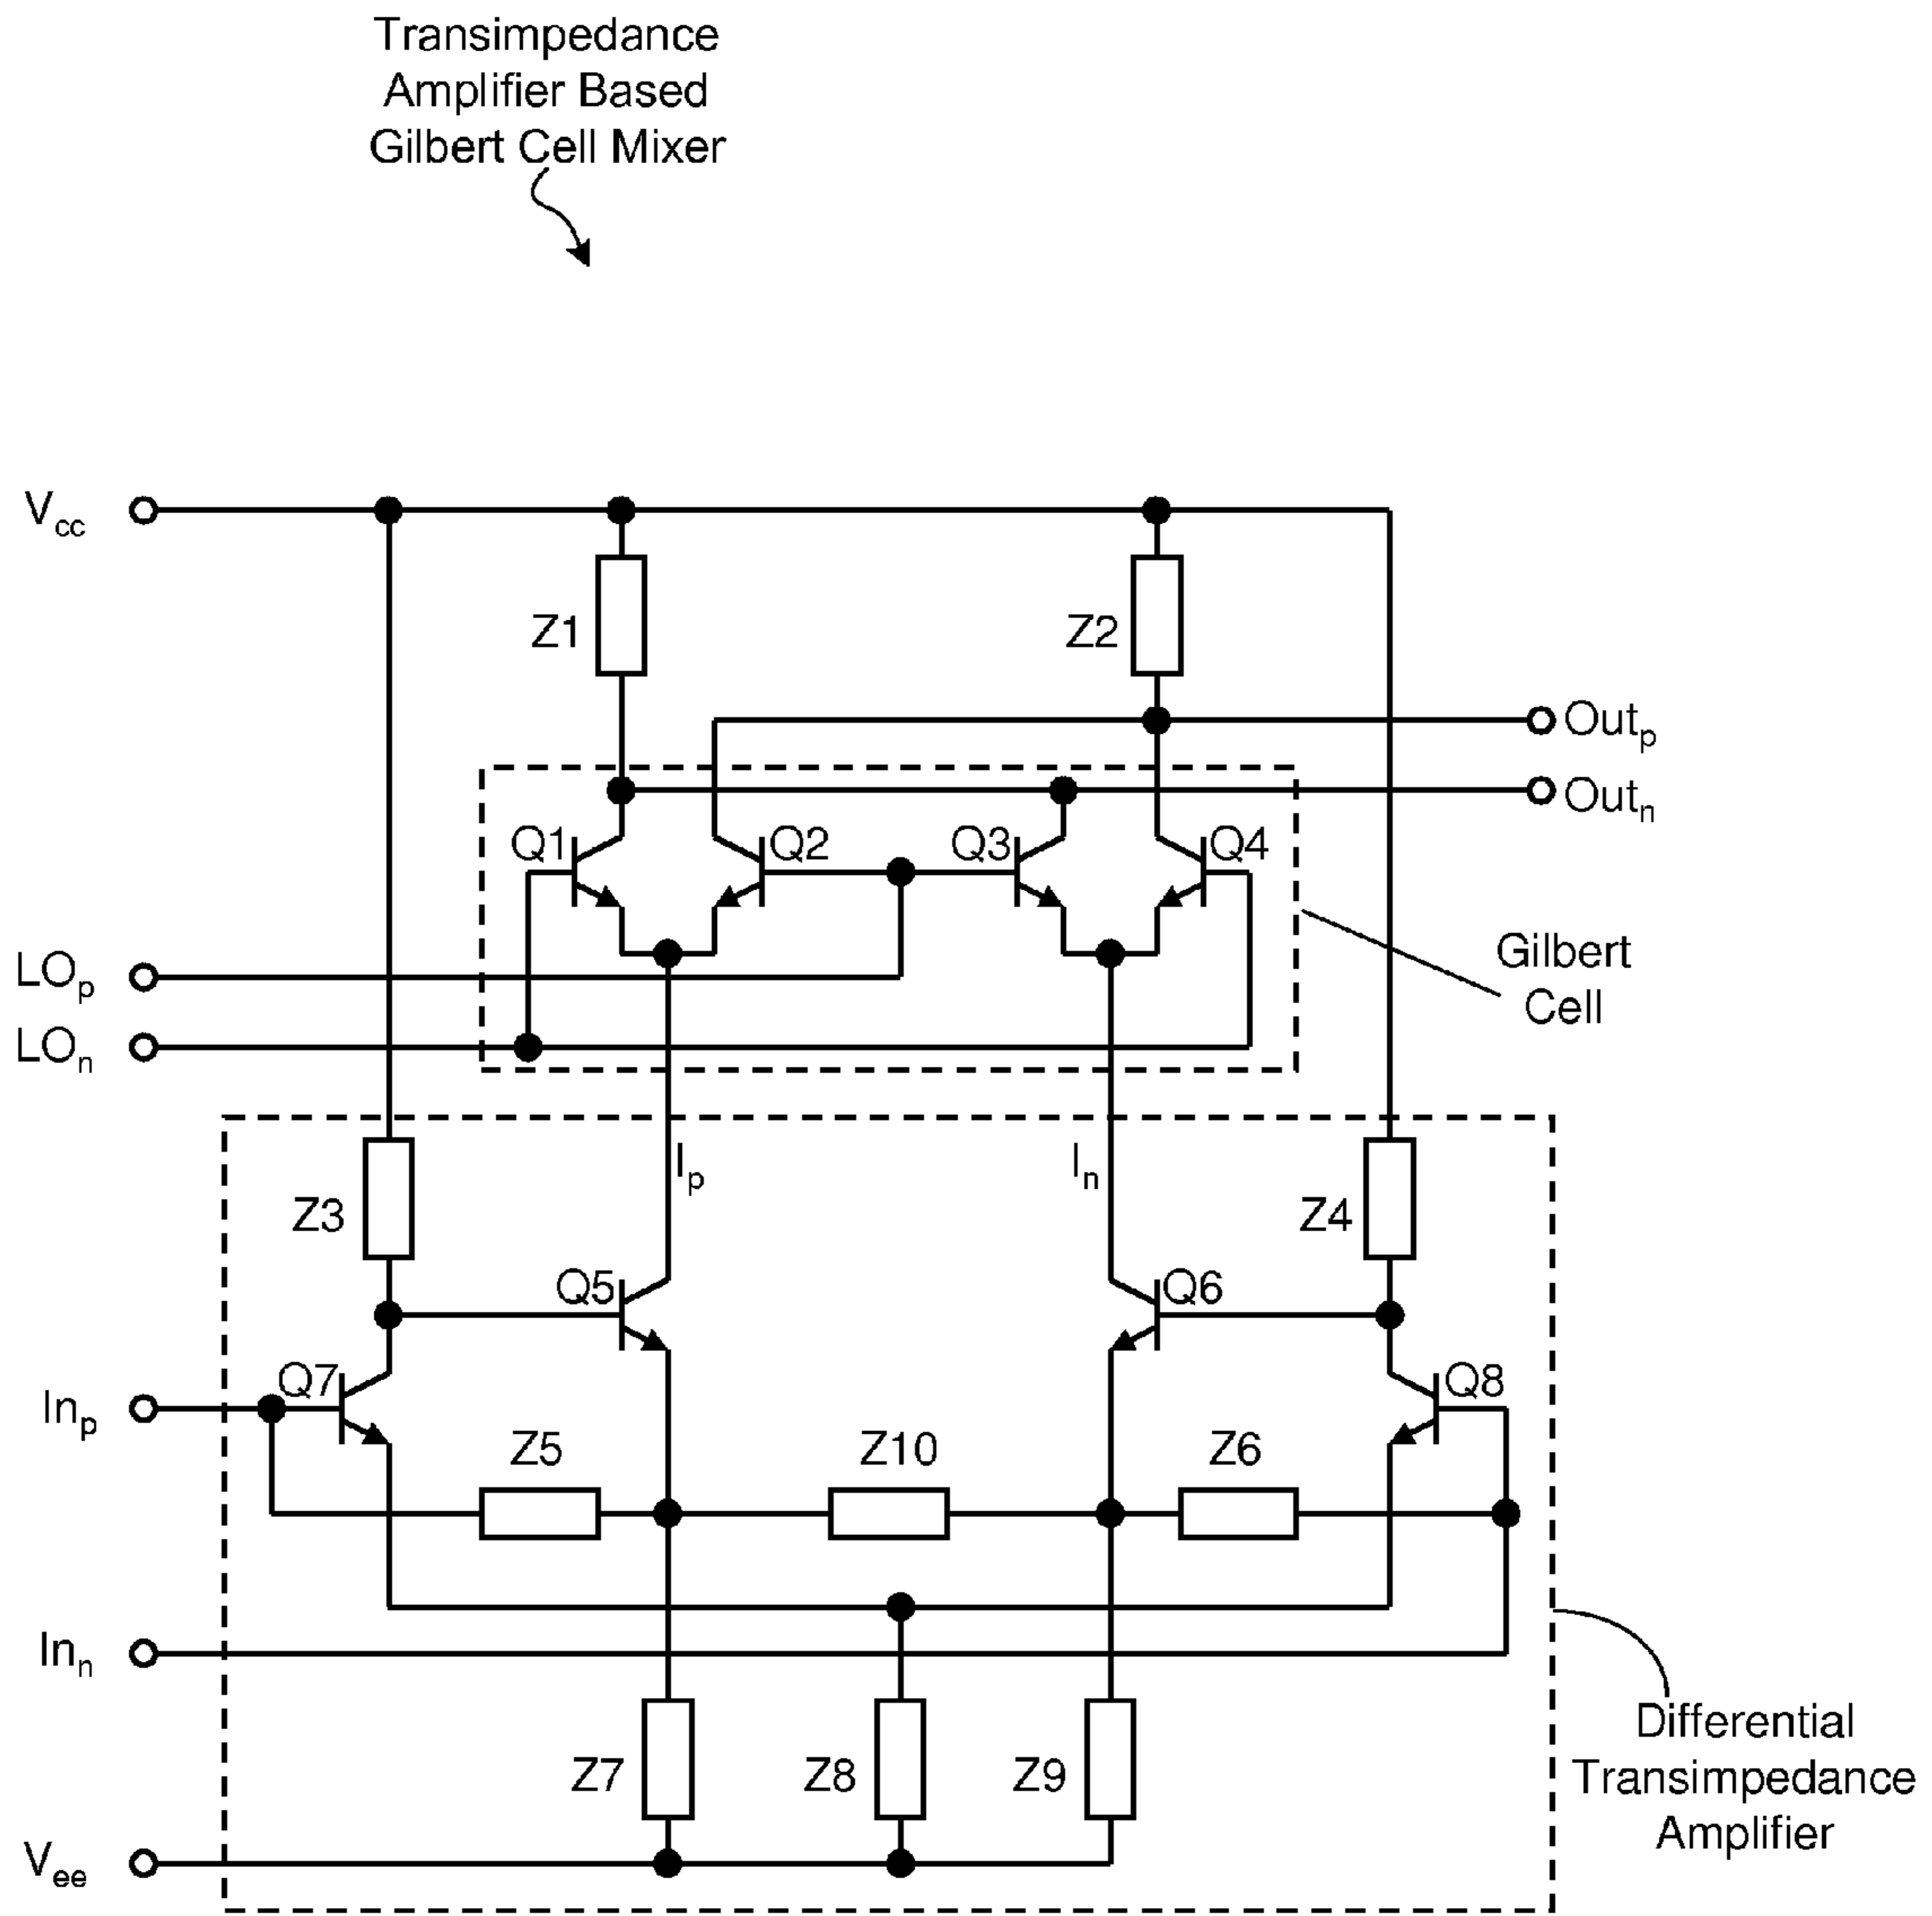 Transimpedance
Amplifier Based
Gilbert Cell Mixer
Vcc
Z1
Z2
Outp
Outn
Q1
Q2
Q3
Q4
Gilbert
Cell
LOp
LOn
Ip
In
Z3
Z4
Q5
Q6
Q7
Q8
Inp
Z5
Z10
Z6
Inn
Z7
Z8
Z9
Differential
Transimpedance
Amplifier
Vee